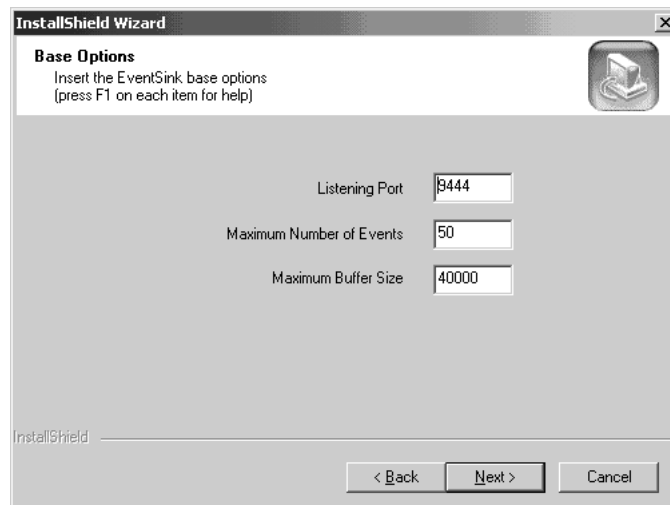 InstallShield Wizard
Base Options
Insert the EventSink base options
(press F1 on each item for help)
Listening Port 9444
Maximum Number of Events 50
Maximum Buffer Size 40000
InstallShield
< Back Next > Cancel